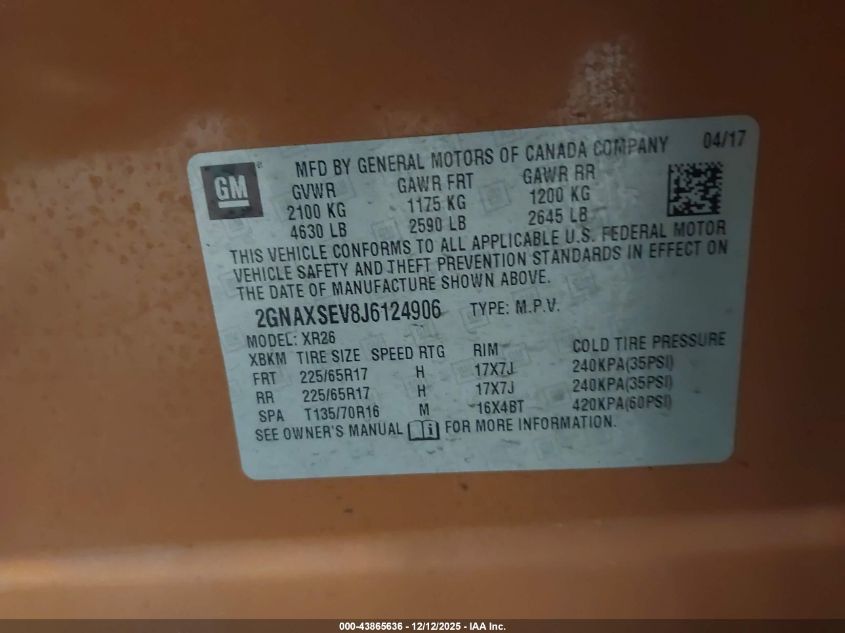 GM ® MFD BY GENERAL MOTORS OF CANADA COMPANY 04/17
GVWR GAWR FRT GAWR RR
2100 KG 1175 KG 1200 KG
4630 LB 2590 LB 2645 LB
THIS VEHICLE CONFORMS TO ALL APPLICABLE U.S. FEDERAL MOTOR
VEHICLE SAFETY AND THEFT PREVENTION STANDARDS IN EFFECT ON
THE DATE OF MANUFACTURE SHOWN ABOVE.
2GNAXSEV8J6124906 TYPE: M.P.V.
MODEL: XR26
XBKM TIRE SIZE SPEED RTG RIM COLD TIRE PRESSURE
FRT 225/65R17 H 17X7J 240KPA(35PSI)
RR 225/65R17 H 17X7J 240KPA(35PSI)
SPA T135/70R16 M 16X4BT 420KPA(60PSI)
SEE OWNER'S MANUAL FOR MORE INFORMATION.
000-43865636 - 12/12/2025 - IAA Inc.